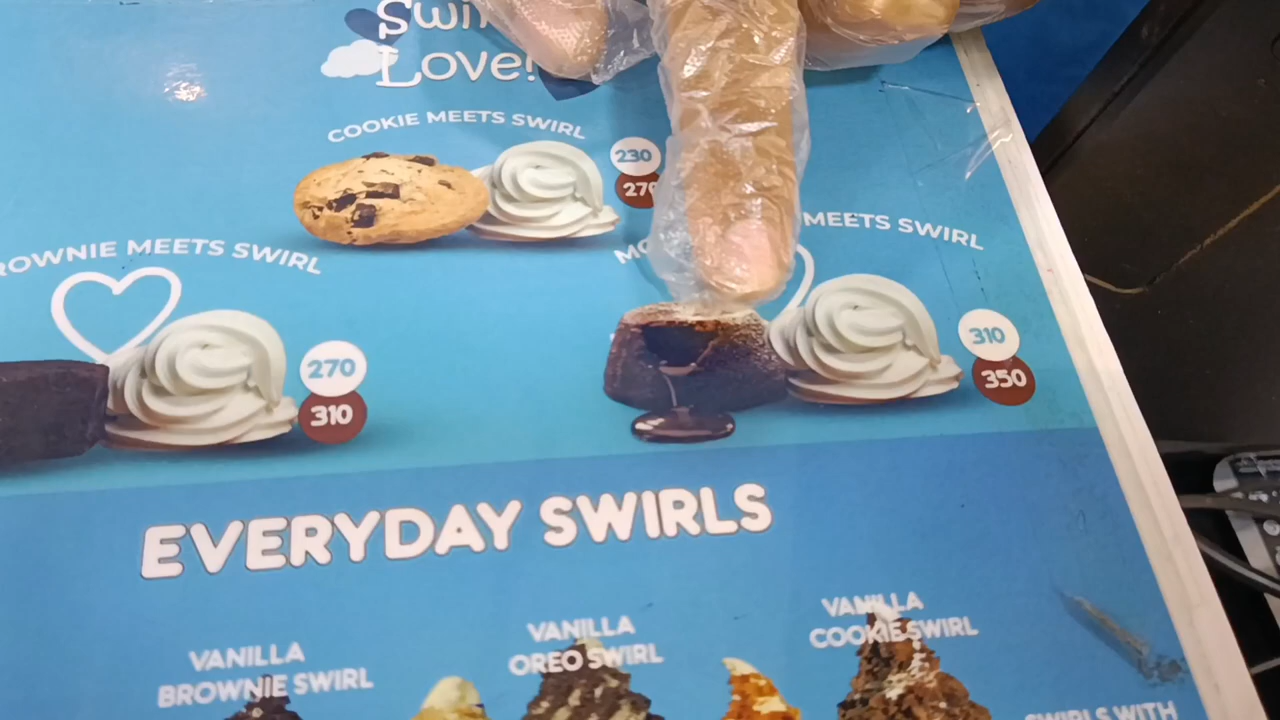 Love!
COOKIE MEETS SWIRL
230
MEETS SWIRL
MEETS SWIRL
310
350
270
310
EVERYDAY SWIRLS
VANILLA
COOKIE SWIRL
VANILLA
OREO SWIRL
VANILLA
BROWNIE SWIRL
SWIRLS WITH